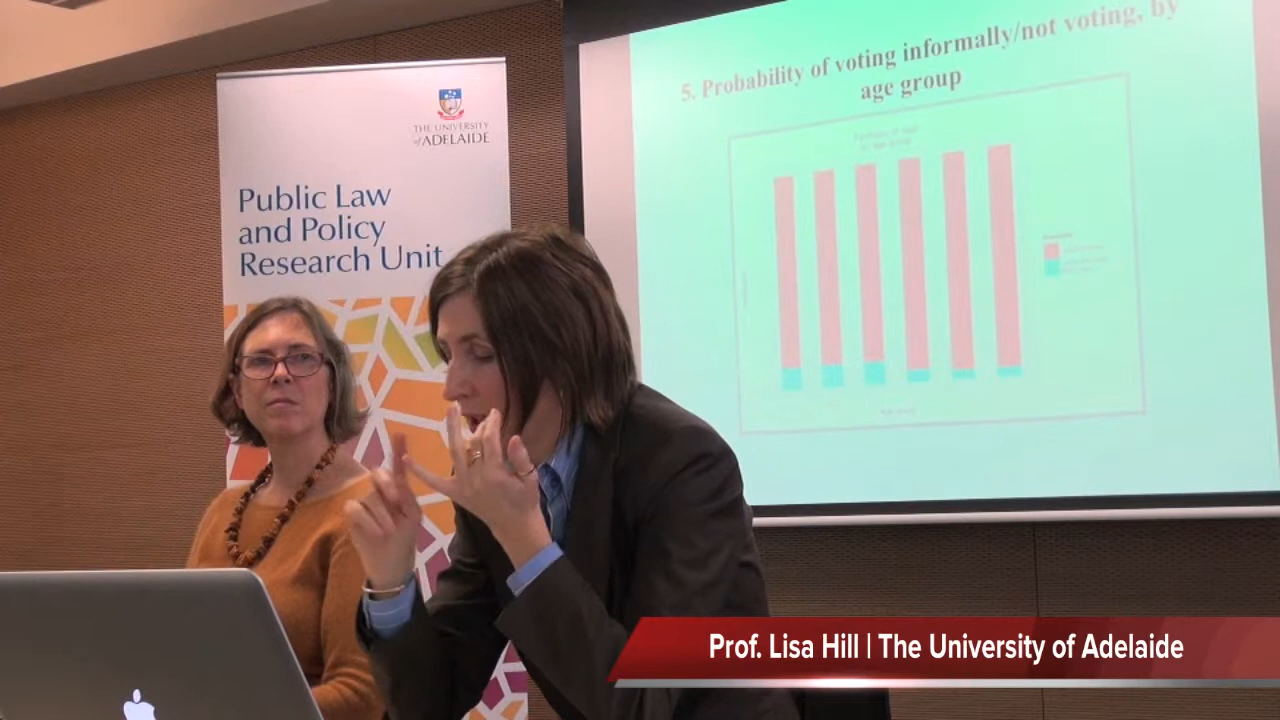 THE UNIVERSITY
of ADELAIDE
Public Law
and Policy
Research Unit
5. Probability of voting informally/not voting, by
age group
Prof. Lisa Hill | The University of Adelaide